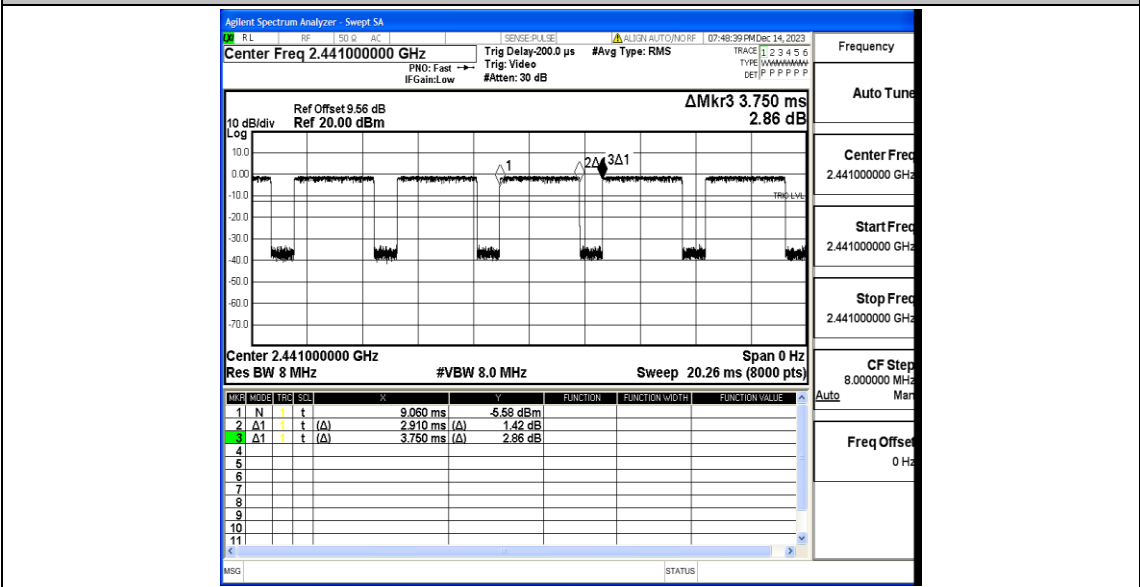 Agilent Spectrum Analyzer - Swept SA
RL RF 50 Ω AC SENSE:PULSE ALIGN AUTO/NO RF 07:48:39 PM Dec 14, 2023
Center Freq 2.441000000 GHz
PNO: Fast
IFGain:Low
Trig Delay-200.0 µs
Trig: Video
#Atten: 30 dB
#Avg Type: RMS
TRACE 1 2 3 4 5 6
TYPE WWWWWW
DET P P P P P P
ΔMkr3 3.750 ms
2.86 dB
Ref Offset 9.56 dB
10 dB/div Ref 20.00 dBm
Log
10.0
0.00
-10.0
-20.0
-30.0
-40.0
-50.0
-60.0
-70.0
1
2Δ
3Δ1
TRIG LVL
Center 2.441000000 GHz Span 0 Hz
Res BW 8 MHz #VBW 8.0 MHz Sweep 20.26 ms (8000 pts)
MKR MODE TRC SCL X Y FUNCTION FUNCTION WIDTH FUNCTION VALUE
1 N 1 t 9.060 ms -5.58 dBm
2 Δ1 1 t (Δ) 2.910 ms (Δ) 1.42 dB
3 Δ1 1 t (Δ) 3.750 ms (Δ) 2.86 dB
4
5
6
7
8
9
10
11
MSG STATUS
Frequency
Auto Tune
Center Freq
2.441000000 GHz
Start Freq
2.441000000 GHz
Stop Freq
2.441000000 GHz
CF Step
8.000000 MHz
Auto Man
Freq Offset
0 Hz